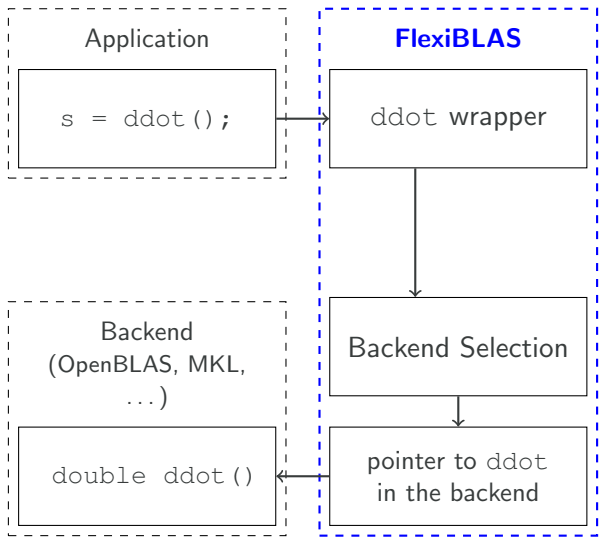 Application
s = ddot();
FlexiBLAS
ddot wrapper
Backend Selection
pointer to ddot
in the backend
Backend
(OpenBLAS, MKL,
...)
double ddot()